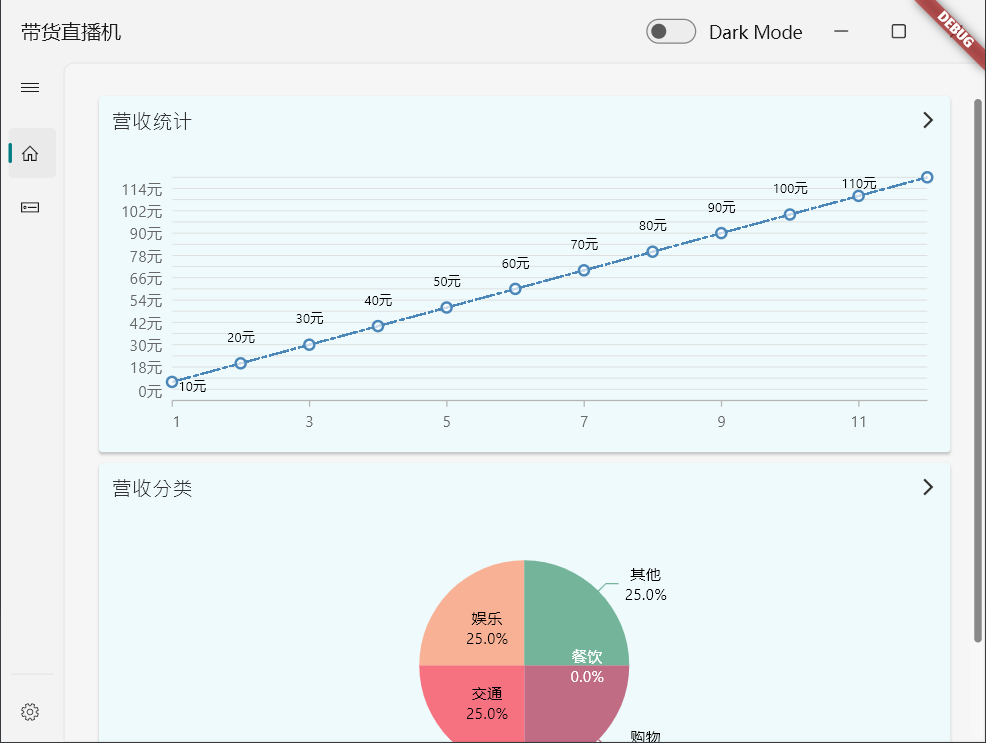 带货直播机
Dark Mode
DEBUG
营收统计
114元
102元
90元
78元
66元
54元
42元
30元
18元
0元
10元
20元
30元
40元
50元
60元
70元
80元
90元
100元
110元
1
3
5
7
9
11
营收分类
其他
25.0%
娱乐
25.0%
餐饮
0.0%
交通
25.0%
购物